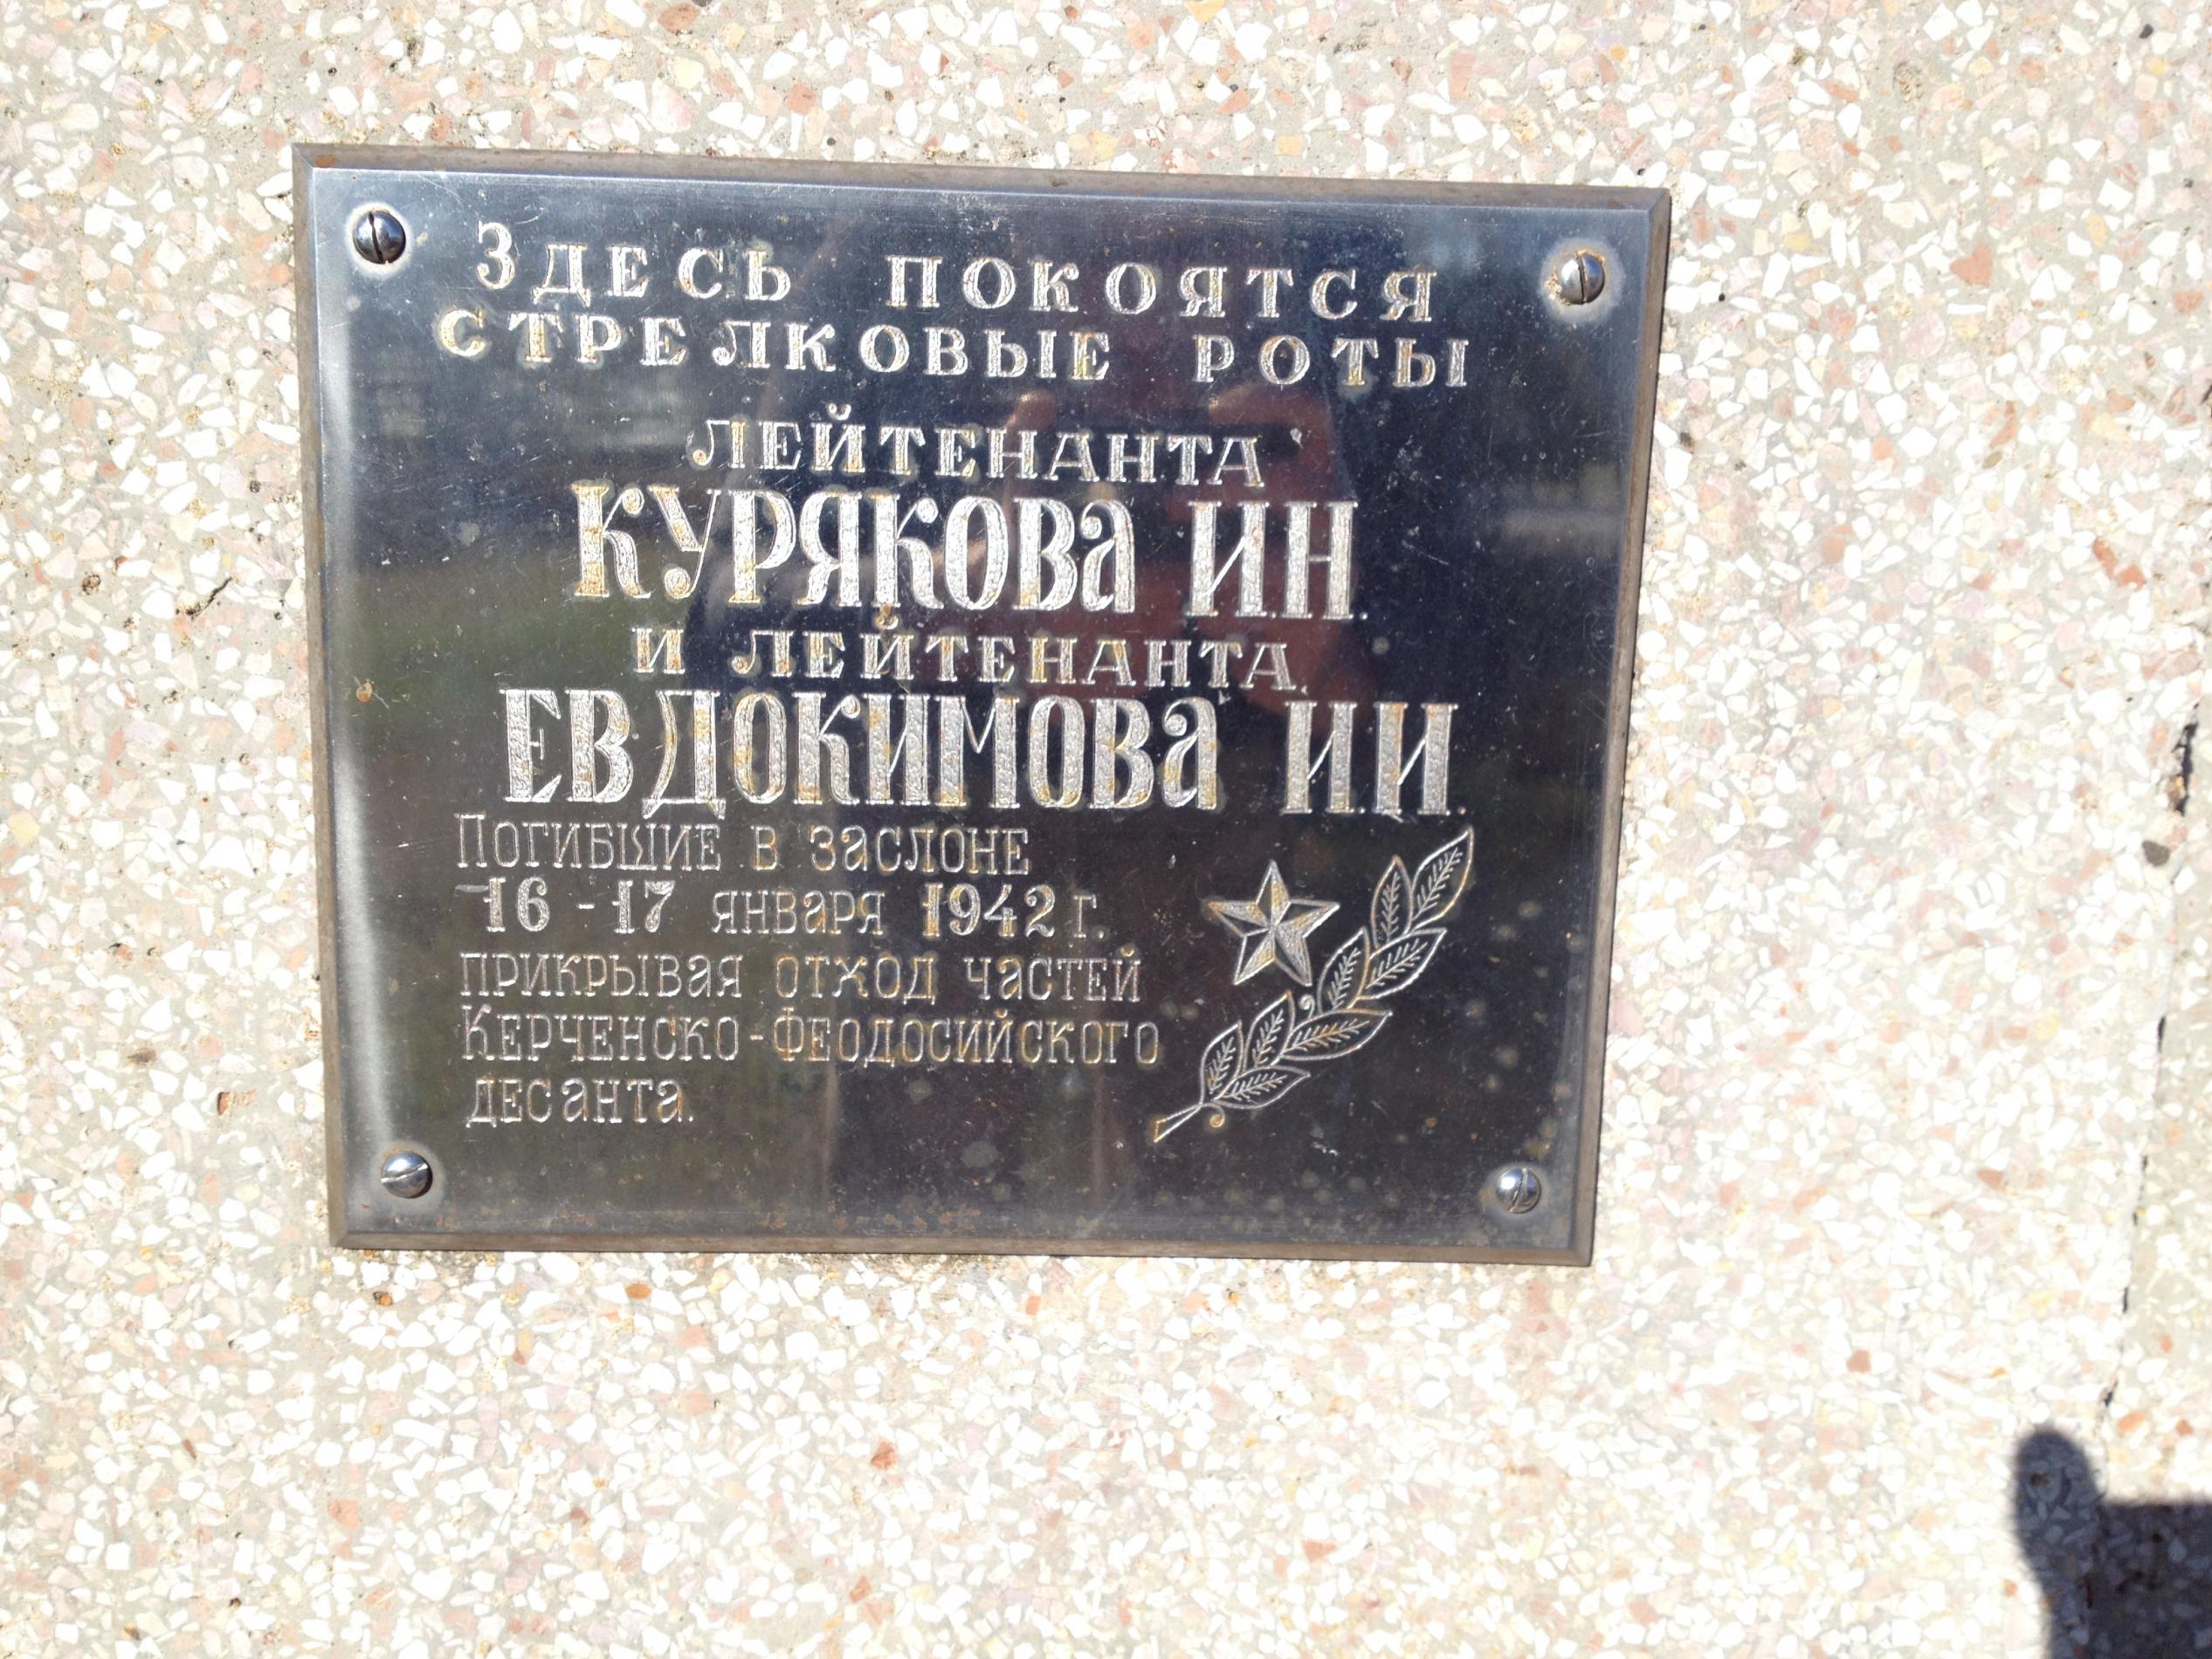 Здесь покоятся
стрелковые роты
лейтенанта
Курякова И.Н.
и лейтенанта
Евдокимова И.И.
Погибшие в заслоне
16-17 января 1942 г.
прикрывая отход частей
Керченско-Феодосийского
десанта.